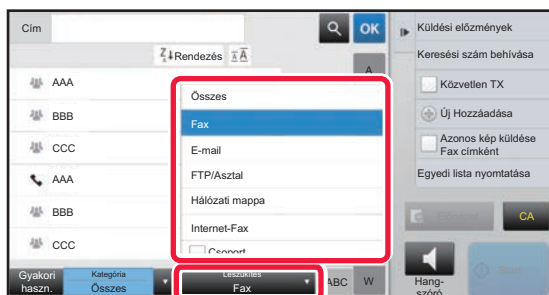 Cím
OK
Rendezés
A
AAA
BBB
CCC
AAA
BBB
CCC
Összes
Fax
E-mail
FTP/Asztal
Hálózati mappa
Internet-Fax
Csoport
Gyakori
haszn.
Kategória
Összes
Leszűkítés
Fax
ABC
W
Küldési előzmények
Keresési szám behívása
Közvetlen TX
Új Hozzáadása
Azonos kép küldése
Fax címként
Egyedi lista nyomtatása
CA
Hang-
szóró
Start